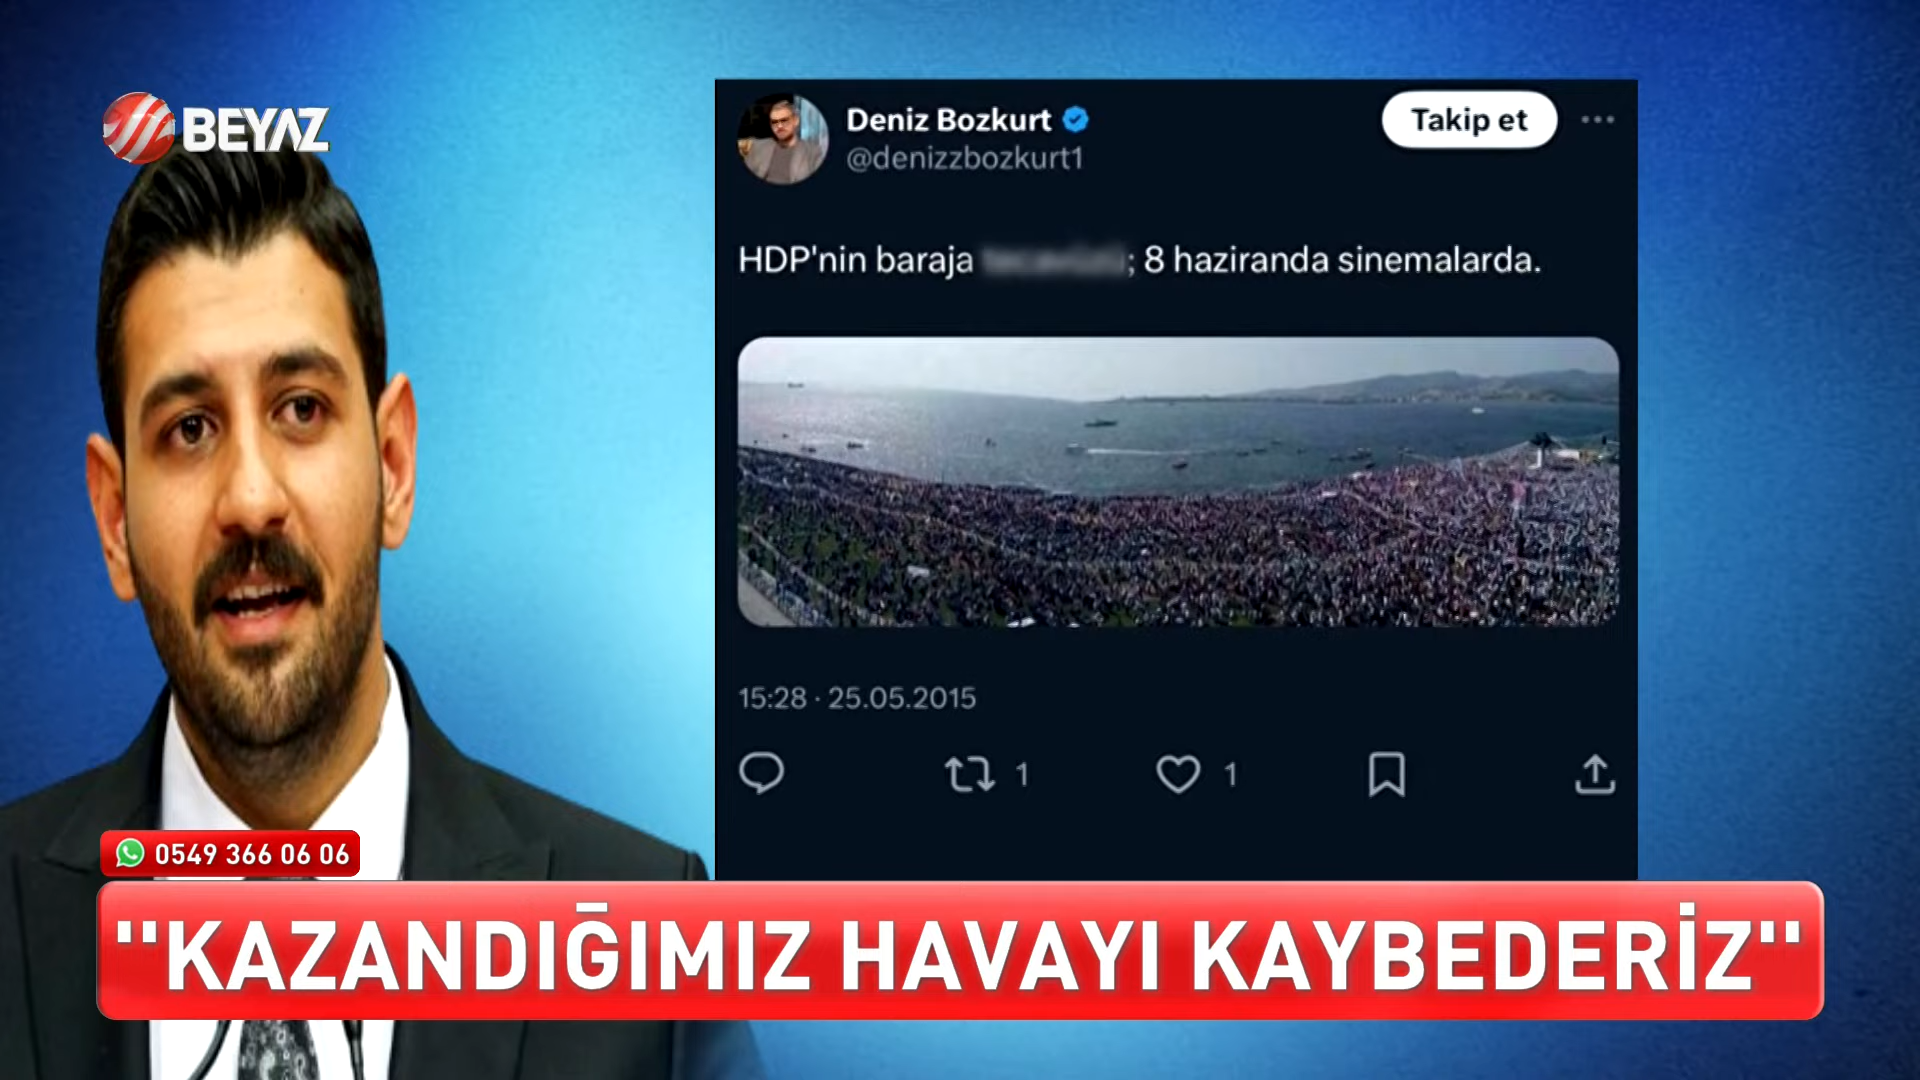 BEYAZ
Deniz Bozkurt
@denizzbozkurt1
Takip et
HDP'nin baraja ; 8 haziranda sinemalarda.
15:28 · 25.05.2015
1
1
0549 366 06 06
"KAZANDIĞIMIZ HAVAYI KAYBEDERİZ"